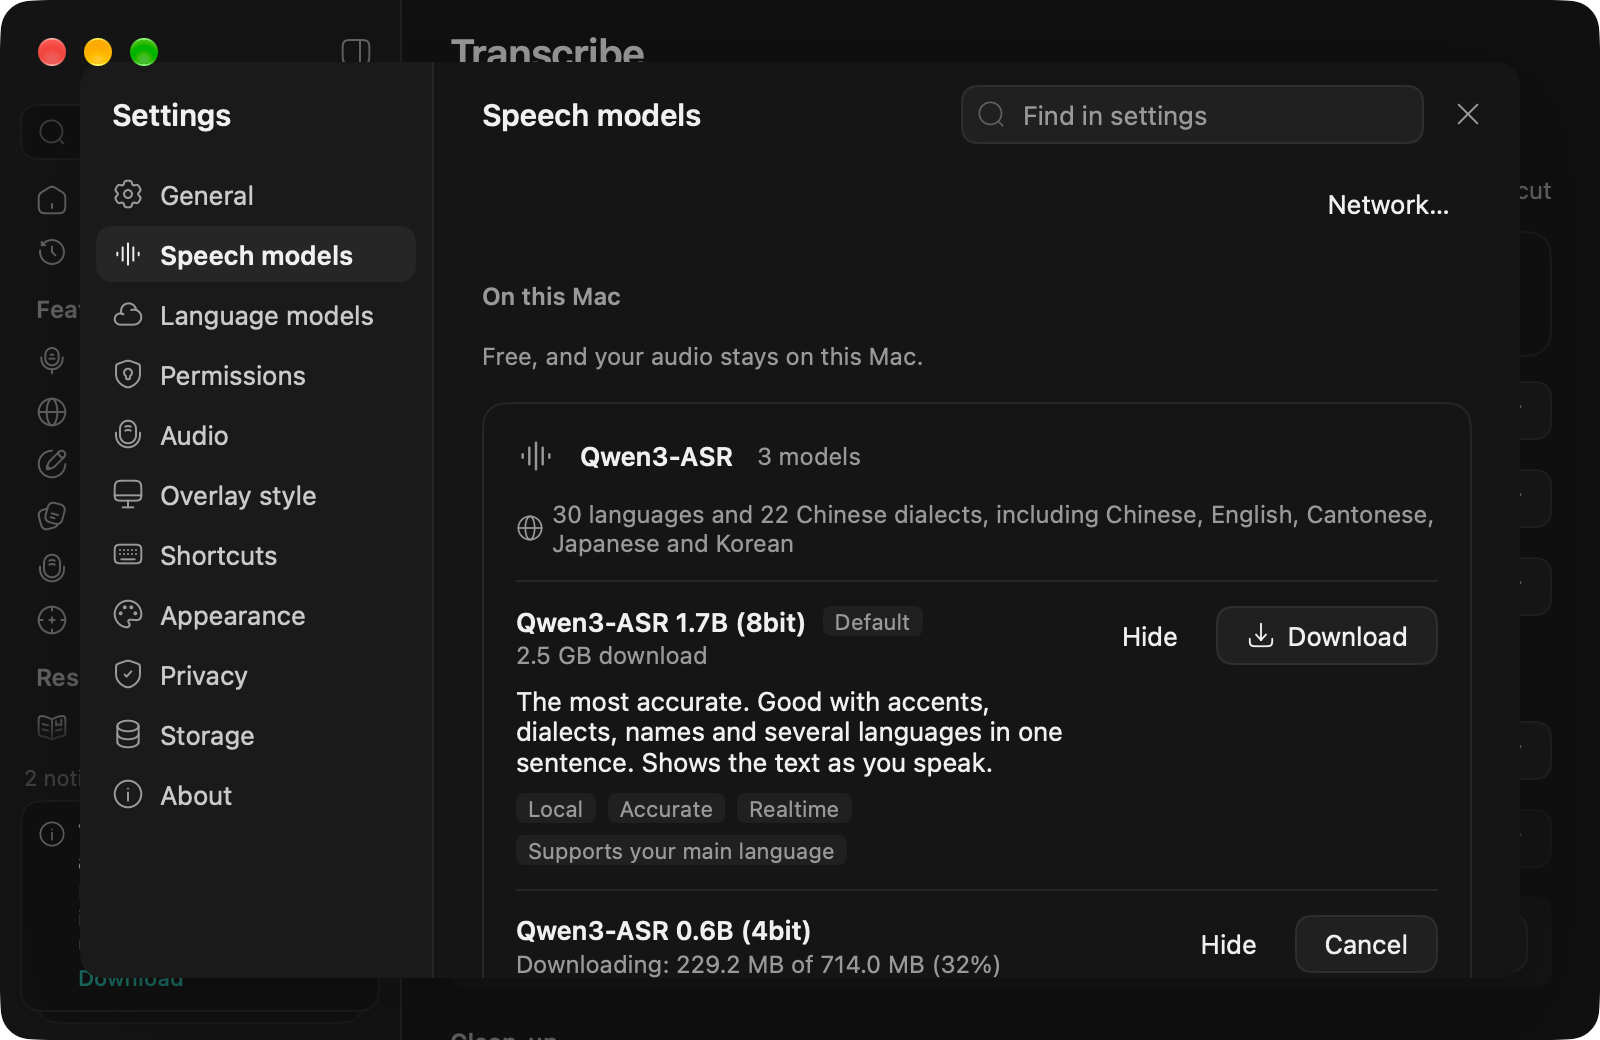 Transcribe
Settings
Speech models
Find in settings
General
Speech models
Language models
Permissions
Audio
Overlay style
Shortcuts
Appearance
Privacy
Storage
About
Network...
On this Mac
Free, and your audio stays on this Mac.
Qwen3-ASR 3 models
30 languages and 22 Chinese dialects, including Chinese, English, Cantonese,
Japanese and Korean
Qwen3-ASR 1.7B (8bit) Default
2.5 GB download
Hide Download
The most accurate. Good with accents,
dialects, names and several languages in one
sentence. Shows the text as you speak.
Local Accurate Realtime
Supports your main language
Qwen3-ASR 0.6B (4bit)
Downloading: 229.2 MB of 714.0 MB (32%)
Hide Cancel
Download